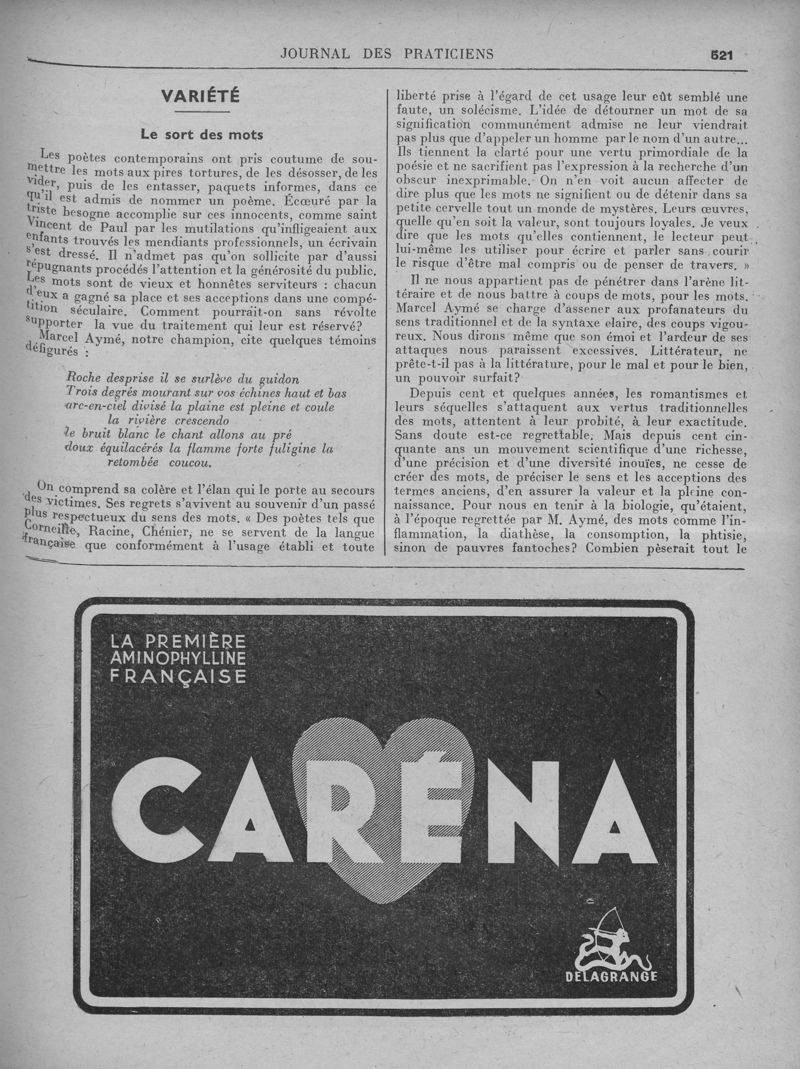 JOURNAL DES PRATICIENS 521
VARIÉTÉ
Le sort des mots
Les poètes contemporains ont pris coutume de sou-
mettre les mots aux pires tortures, de les désosser, de les
vider, puis de les entasser, paquets informes, dans ce
qu'il est admis de nommer un poème. Écœuré par la
triste besogne accomplie sur ces innocents, comme saint
Vincent de Paul par les mutilations qu'infligeaient aux
enfants trouvés les mendiants professionnels, un écrivain
s'est dressé. Il n'admet pas qu'on sollicite par d'aussi
répugnants procédés l'attention et la générosité du public.
Les mots sont de vieux et honnêtes serviteurs : chacun
d'eux a gagné sa place et ses acceptions dans une compé-
tition séculaire. Comment pourrait-on sans révolte
supporter la vue du traitement qui leur est réservé?
Marcel Aymé, notre champion, cite quelques témoins
défigurés :
Roche desprise il se surlève du guidon
Trois degrés mourant sur vos échines haut et bas
arc-en-ciel divisé la plaine est pleine et coule
la rivière crescendo
le bruit blanc le chant allons au pré
doux équilacérés la flamme forte fuligine la
retombée coucou.
On comprend sa colère et l'élan qui le porte au secours
des victimes. Ses regrets s'avivent au souvenir d'un passé
plus respectueux du sens des mots. « Des poètes tels que
Corneille, Racine, Chénier, ne se servent de la langue
française que conformément à l'usage établi et toute
liberté prise à l'égard de cet usage leur eût semblé une
faute, un solécisme. L'idée de détourner un mot de sa
signification communément admise ne leur viendrait
pas plus que d'appeler un homme par le nom d'un autre...
Ils tiennent la clarté pour une vertu primordiale de la
poésie et ne sacrifient pas l'expression à la recherche d'un
obscur inexprimable. On n'en voit aucun affecter de
dire plus que les mots ne signifient ou de détenir dans sa
petite cervelle tout un monde de mystères. Leurs œuvres,
quelle qu'en soit la valeur, sont toujours loyales. Je veux
dire que les mots qu'elles contiennent, le lecteur peut
lui-même les utiliser pour écrire et parler sans courir
le risque d'être mal compris ou de penser de travers. »
Il ne nous appartient pas de pénétrer dans l'arène lit-
téraire et de nous battre à coups de mots, pour les mots.
Marcel Aymé se charge d'assener aux profanateurs du
sens traditionnel et de la syntaxe claire, des coups vigou-
reux. Nous dirons même que son émoi et l'ardeur de ses
attaques nous paraissent excessives. Littérateur, ne
prête-t-il pas à la littérature, pour le mal et pour le bien,
un pouvoir surfait?
Depuis cent et quelques années, les romantismes et
leurs séquelles s'attaquent aux vertus traditionnelles
des mots, attentent à leur probité, à leur exactitude.
Sans doute est-ce regrettable. Mais depuis cent cin-
quante ans un mouvement scientifique d'une richesse,
d'une précision et d'une diversité inouïes, ne cesse de
créer des mots, de préciser le sens et les acceptions des
termes anciens, d'en assurer la valeur et la pleine con-
naissance. Pour nous en tenir à la biologie, qu'étaient,
à l'époque regrettée par M. Aymé, des mots comme l'in-
flammation, la diathèse, la consomption, la phtisie,
sinon de pauvres fantoches? Combien pèserait tout le
LA PREMIÈRE
AMINOPHYLLINE
FRANÇAISE
CARÉNA
DELAGRANGE